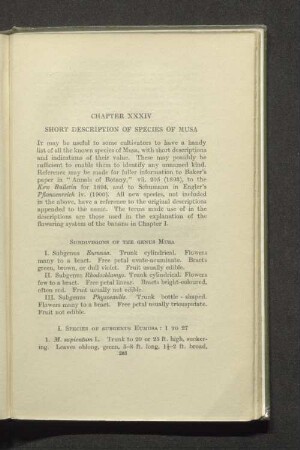 CHAPTER XXXIV
SHORT DESCRIPTION OF SPECIES OF MUSA
It may be useful to some cultivators to have a handy
list of all the known species of Musa, with short descriptions
and indications of their value. These may possibly be
sufficient to enable them to identify any unnamed kind.
Reference may be made for fuller information to Baker's
paper in "Annals of Botany," vii. 205 (1893), to the
Kew Bulletin for 1894, and to Schumann in Engler's
Pflanzenreich iv. (1900). All new species, not included
in the above, have a reference to the original descriptions
appended to the same. The terms made use of in the
descriptions are those used in the explanation of the
flowering system of the banana in Chapter I.
Subdivisions of the genus Musa
I. Subgenus Eumusa. Trunk cylindrical. Flowers
many to a bract. Free petal ovate-acuminate. Bracts
green, brown, or dull violet. Fruit usually edible.
II. Subgenus Rhodochlamys. Trunk cylindrical. Flowers
few to a bract. Free petal linear. Bracts bright-coloured,
often red. Fruit usually not edible.
III. Subgenus Physocaulis. Trunk bottle-shaped.
Flowers many to a bract. Free petal usually tricuspidate.
Fruit not edible.
I. Species of subgenus Eumusa: 1 to 27
1. M. sapientum L. Trunk to 20 or 25 ft. high, sucker-
ing. Leaves oblong, green, 5–8 ft. long, 1½–2 ft. broad,